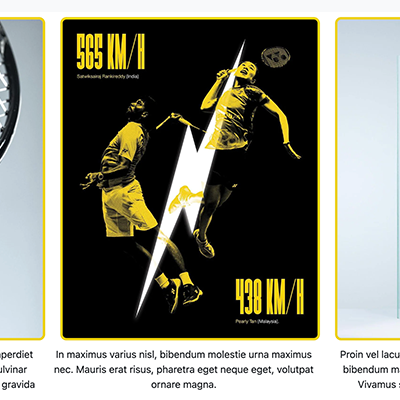 565 KM/H
Satwiksairaj Rankireddy [India]
438 KM/H
Pearly Tan [Malaysia]
perdiet
ulvinar
gravida
In maximus varius nisl, bibendum molestie urna maximus
nec. Mauris erat risus, pharetra eget neque eget, volutpat
ornare magna.
Proin vel lacu
bibendum m
Vivamus s